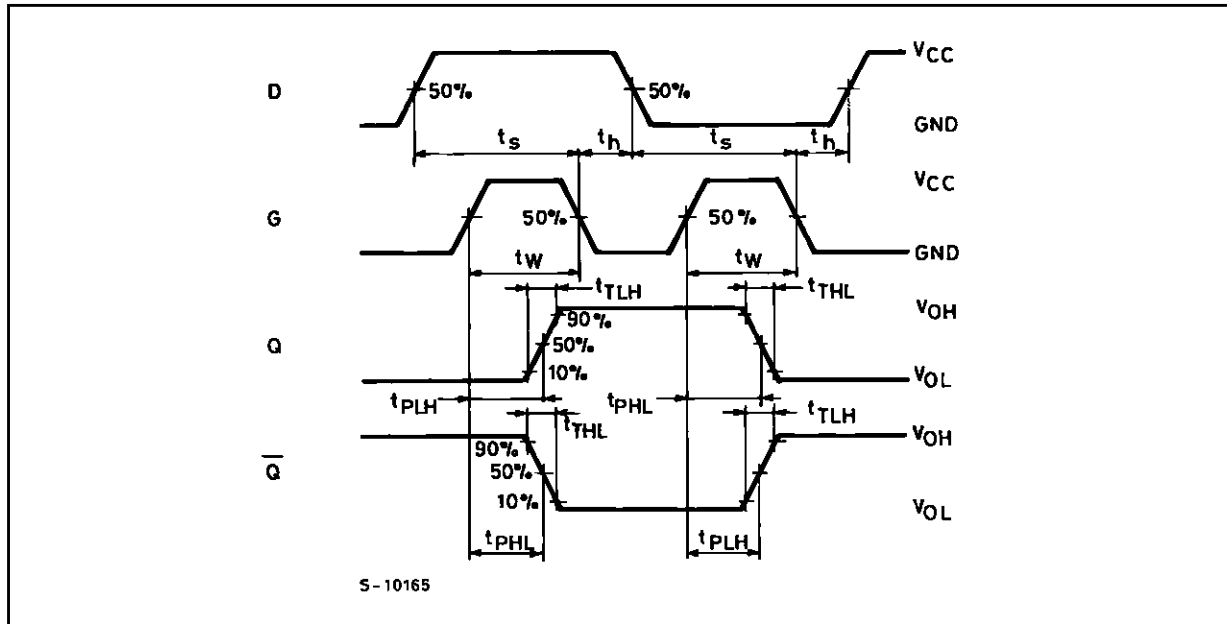 VCC
D 50% 50%
GND
ts th ts th
VCC
G 50% 50%
GND
tW tW
tTLH tTHL
VOH
90%
Q 50%
10%
VOL
tPLH tPHL
tTHL tTLH
VOH
90%
Q 50%
10%
VOL
tPHL tPLH
S-10165